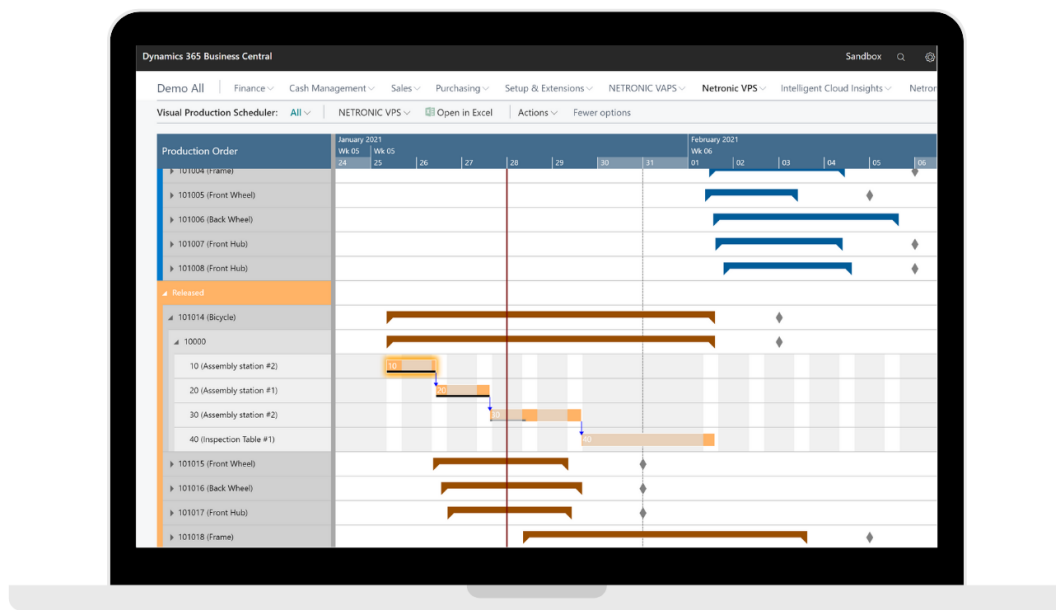 Dynamics 365 Business Central
Sandbox
Demo All Finance Cash Management Sales Purchasing Setup & Extensions NETRONIC VAPS Netronic VPS Intelligent Cloud Insights Netron
Visual Production Scheduler: All NETRONIC VPS Open in Excel Actions Fewer options
Production Order
January 2021 February 2021
Wk 05 Wk 05 Wk 06
24 25 26 27 28 29 30 31 01 02 03 04 05 06
101004 (Frame)
101005 (Front Wheel)
101006 (Back Wheel)
101007 (Front Hub)
101008 (Front Hub)
Released
101014 (Bicycle)
10000
10 (Assembly station #2) 10
20 (Assembly station #1) 20
30 (Assembly station #2) 30
40 (Inspection Table #1) 40
101015 (Front Wheel)
101016 (Back Wheel)
101017 (Front Hub)
101018 (Frame)